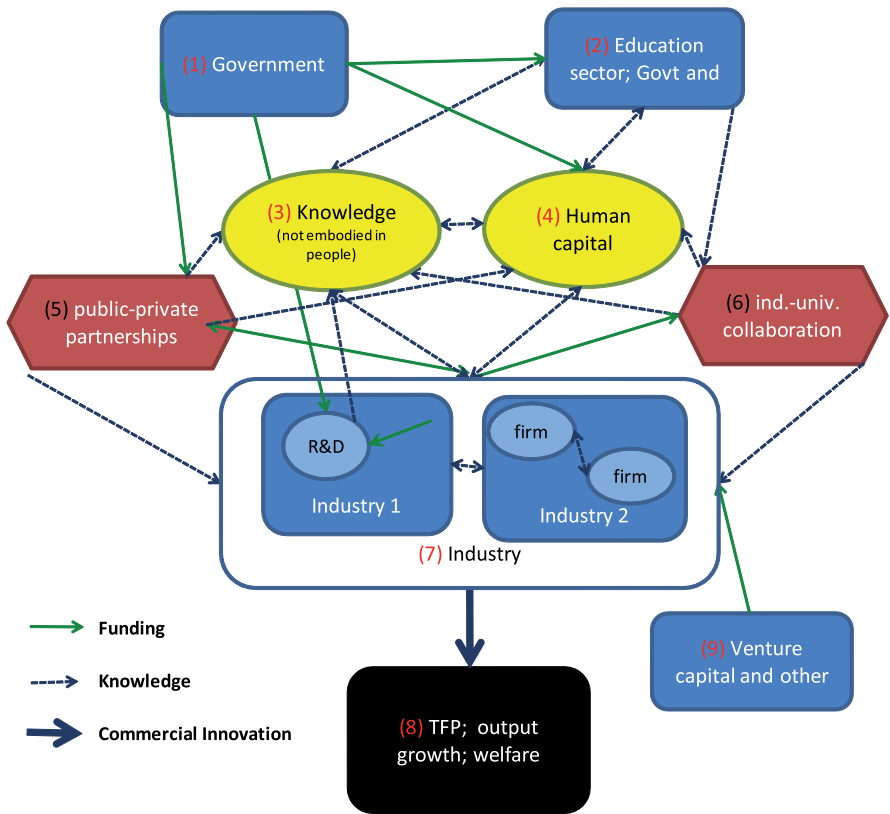 (1) Government
(2) Education
sector; Govt and
(3) Knowledge
(not embodied in
people)
(4) Human
capital
(5) public-private
partnerships
(6) ind.-univ.
collaboration
R&D
Industry 1
firm
firm
Industry 2
(7) Industry
Funding
Knowledge
Commercial Innovation
(9) Venture
capital and other
(8) TFP; output
growth; welfare